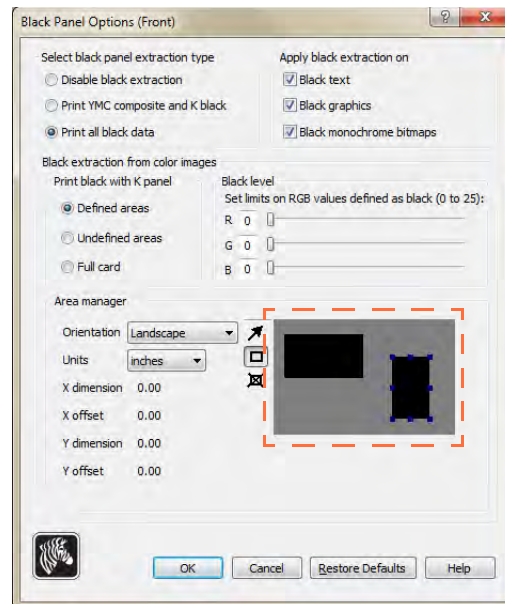 Black Panel Options (Front)
Select black panel extraction type
Disable black extraction
Print YMC composite and K black
Print all black data
Apply black extraction on
Black text
Black graphics
Black monochrome bitmaps
Black extraction from color images
Print black with K panel
Defined areas
Undefined areas
Full card
Black level
Set limits on RGB values defined as black (0 to 25):
R 0
G 0
B 0
Area manager
Orientation Landscape
Units inches
X dimension 0.00
X offset 0.00
Y dimension 0.00
Y offset 0.00
OK Cancel Restore Defaults Help